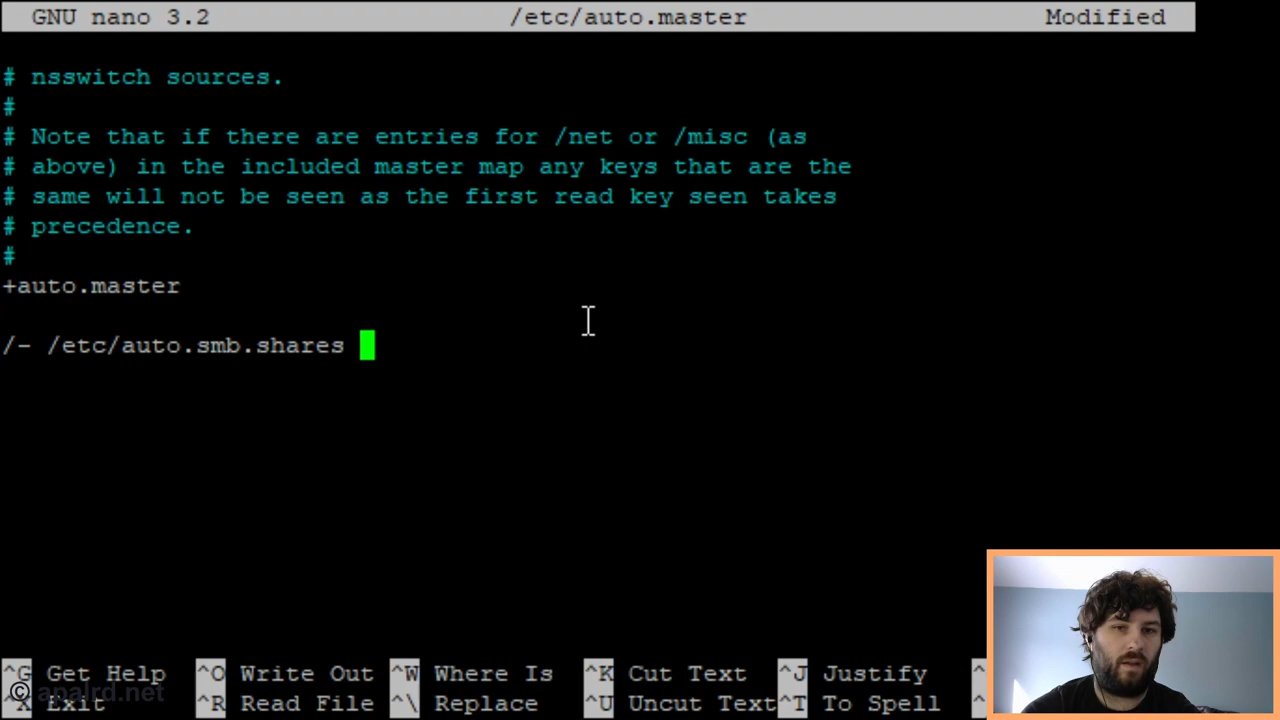 GNU nano 3.2 /etc/auto.master Modified
# nsswitch sources.
#
# Note that if there are entries for /net or /misc (as
# above) in the included master map any keys that are the
# same will not be seen as the first read key seen takes
# precedence.
#
+auto.master
/- /etc/auto.smb.shares
^G Get Help ^O Write Out ^W Where Is ^K Cut Text ^J Justify ^
^X Exit ^R Read File ^\ Replace ^U Uncut Text ^T To Spell ^
© apalrd.net